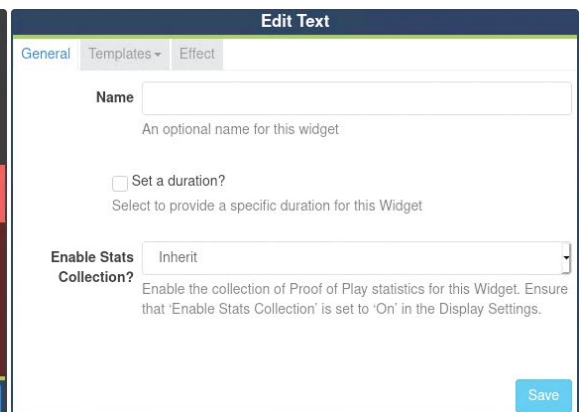 Edit Text
General Templates Effect
Name
An optional name for this widget
Set a duration?
Select to provide a specific duration for this Widget
Enable Stats Inherit
Collection?
Enable the collection of Proof of Play statistics for this Widget. Ensure
that ‘Enable Stats Collection’ is set to ‘On’ in the Display Settings.
Save